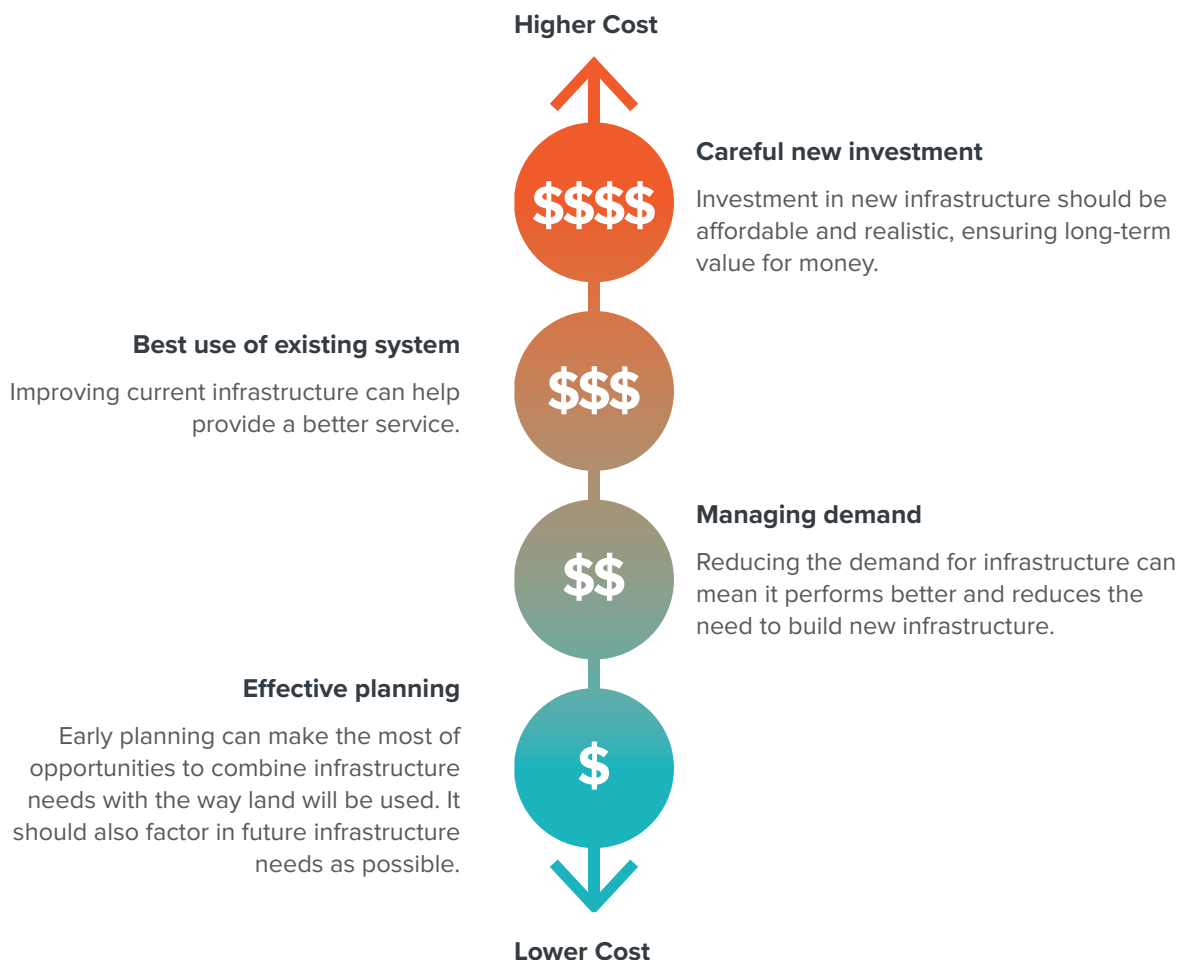 Higher Cost
$$$$
Careful new investment
Investment in new infrastructure should be
affordable and realistic, ensuring long-term
value for money.
Best use of existing system
Improving current infrastructure can help
provide a better service.
$$$
Managing demand
Reducing the demand for infrastructure can
mean it performs better and reduces the
need to build new infrastructure.
$$
Effective planning
Early planning can make the most of
opportunities to combine infrastructure
needs with the way land will be used. It
should also factor in future infrastructure
needs as possible.
$
Lower Cost